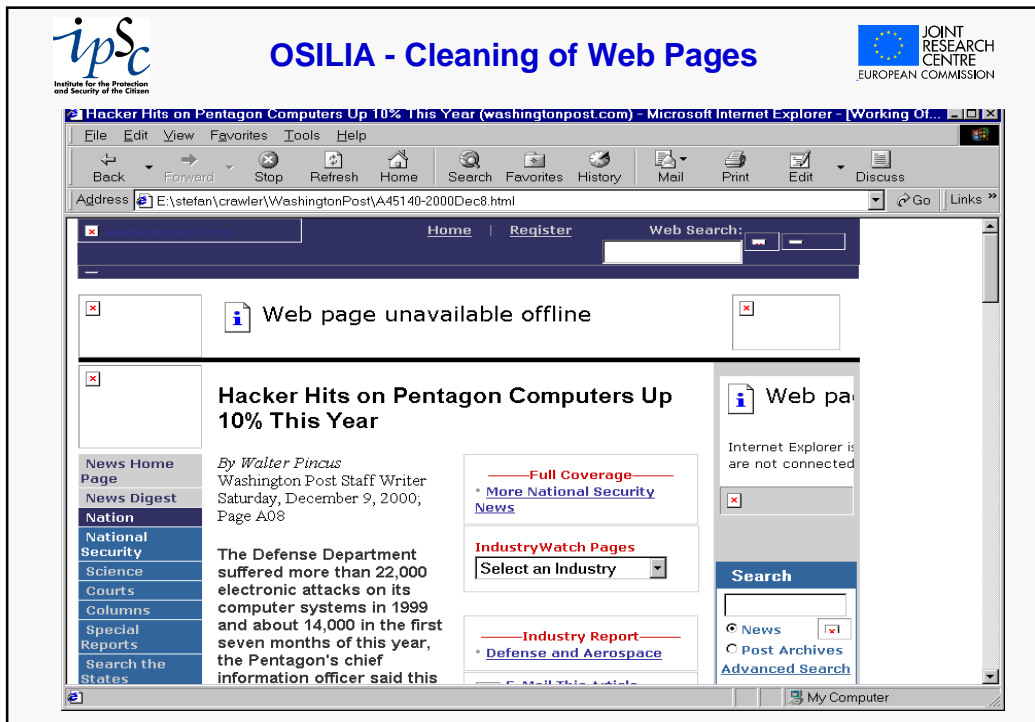 ipSc
Institute for the Protection
and Security of the Citizen
OSILIA - Cleaning of Web Pages
JOINT
RESEARCH
CENTRE
EUROPEAN COMMISSION
Hacker Hits on Pentagon Computers Up 10% This Year (washingtonpost.com) - Microsoft Internet Explorer - [Working Of...
File Edit View Favorites Tools Help
Back Forward Stop Refresh Home Search Favorites History Mail Print Edit Discuss
Address E:\stefan\crawler\WashingtonPost\A45140-2000Dec8.html Go Links »
Home | Register Web Search:
Web page unavailable offline
Hacker Hits on Pentagon Computers Up
10% This Year
By Walter Pincus
Washington Post Staff Writer
Saturday, December 9, 2000;
Page A08
The Defense Department
suffered more than 22,000
electronic attacks on its
computer systems in 1999
and about 14,000 in the first
seven months of this year,
the Pentagon's chief
information officer said this
News Home
Page
News Digest
Nation
National
Security
Science
Courts
Columns
Special
Reports
Search the
States
Full Coverage
* More National Security
News
IndustryWatch Pages
Select an Industry
Industry Report
* Defense and Aerospace
E-Mail This Article
Web pa
Internet Explorer is
are not connected
Search
News
Post Archives
Advanced Search
My Computer